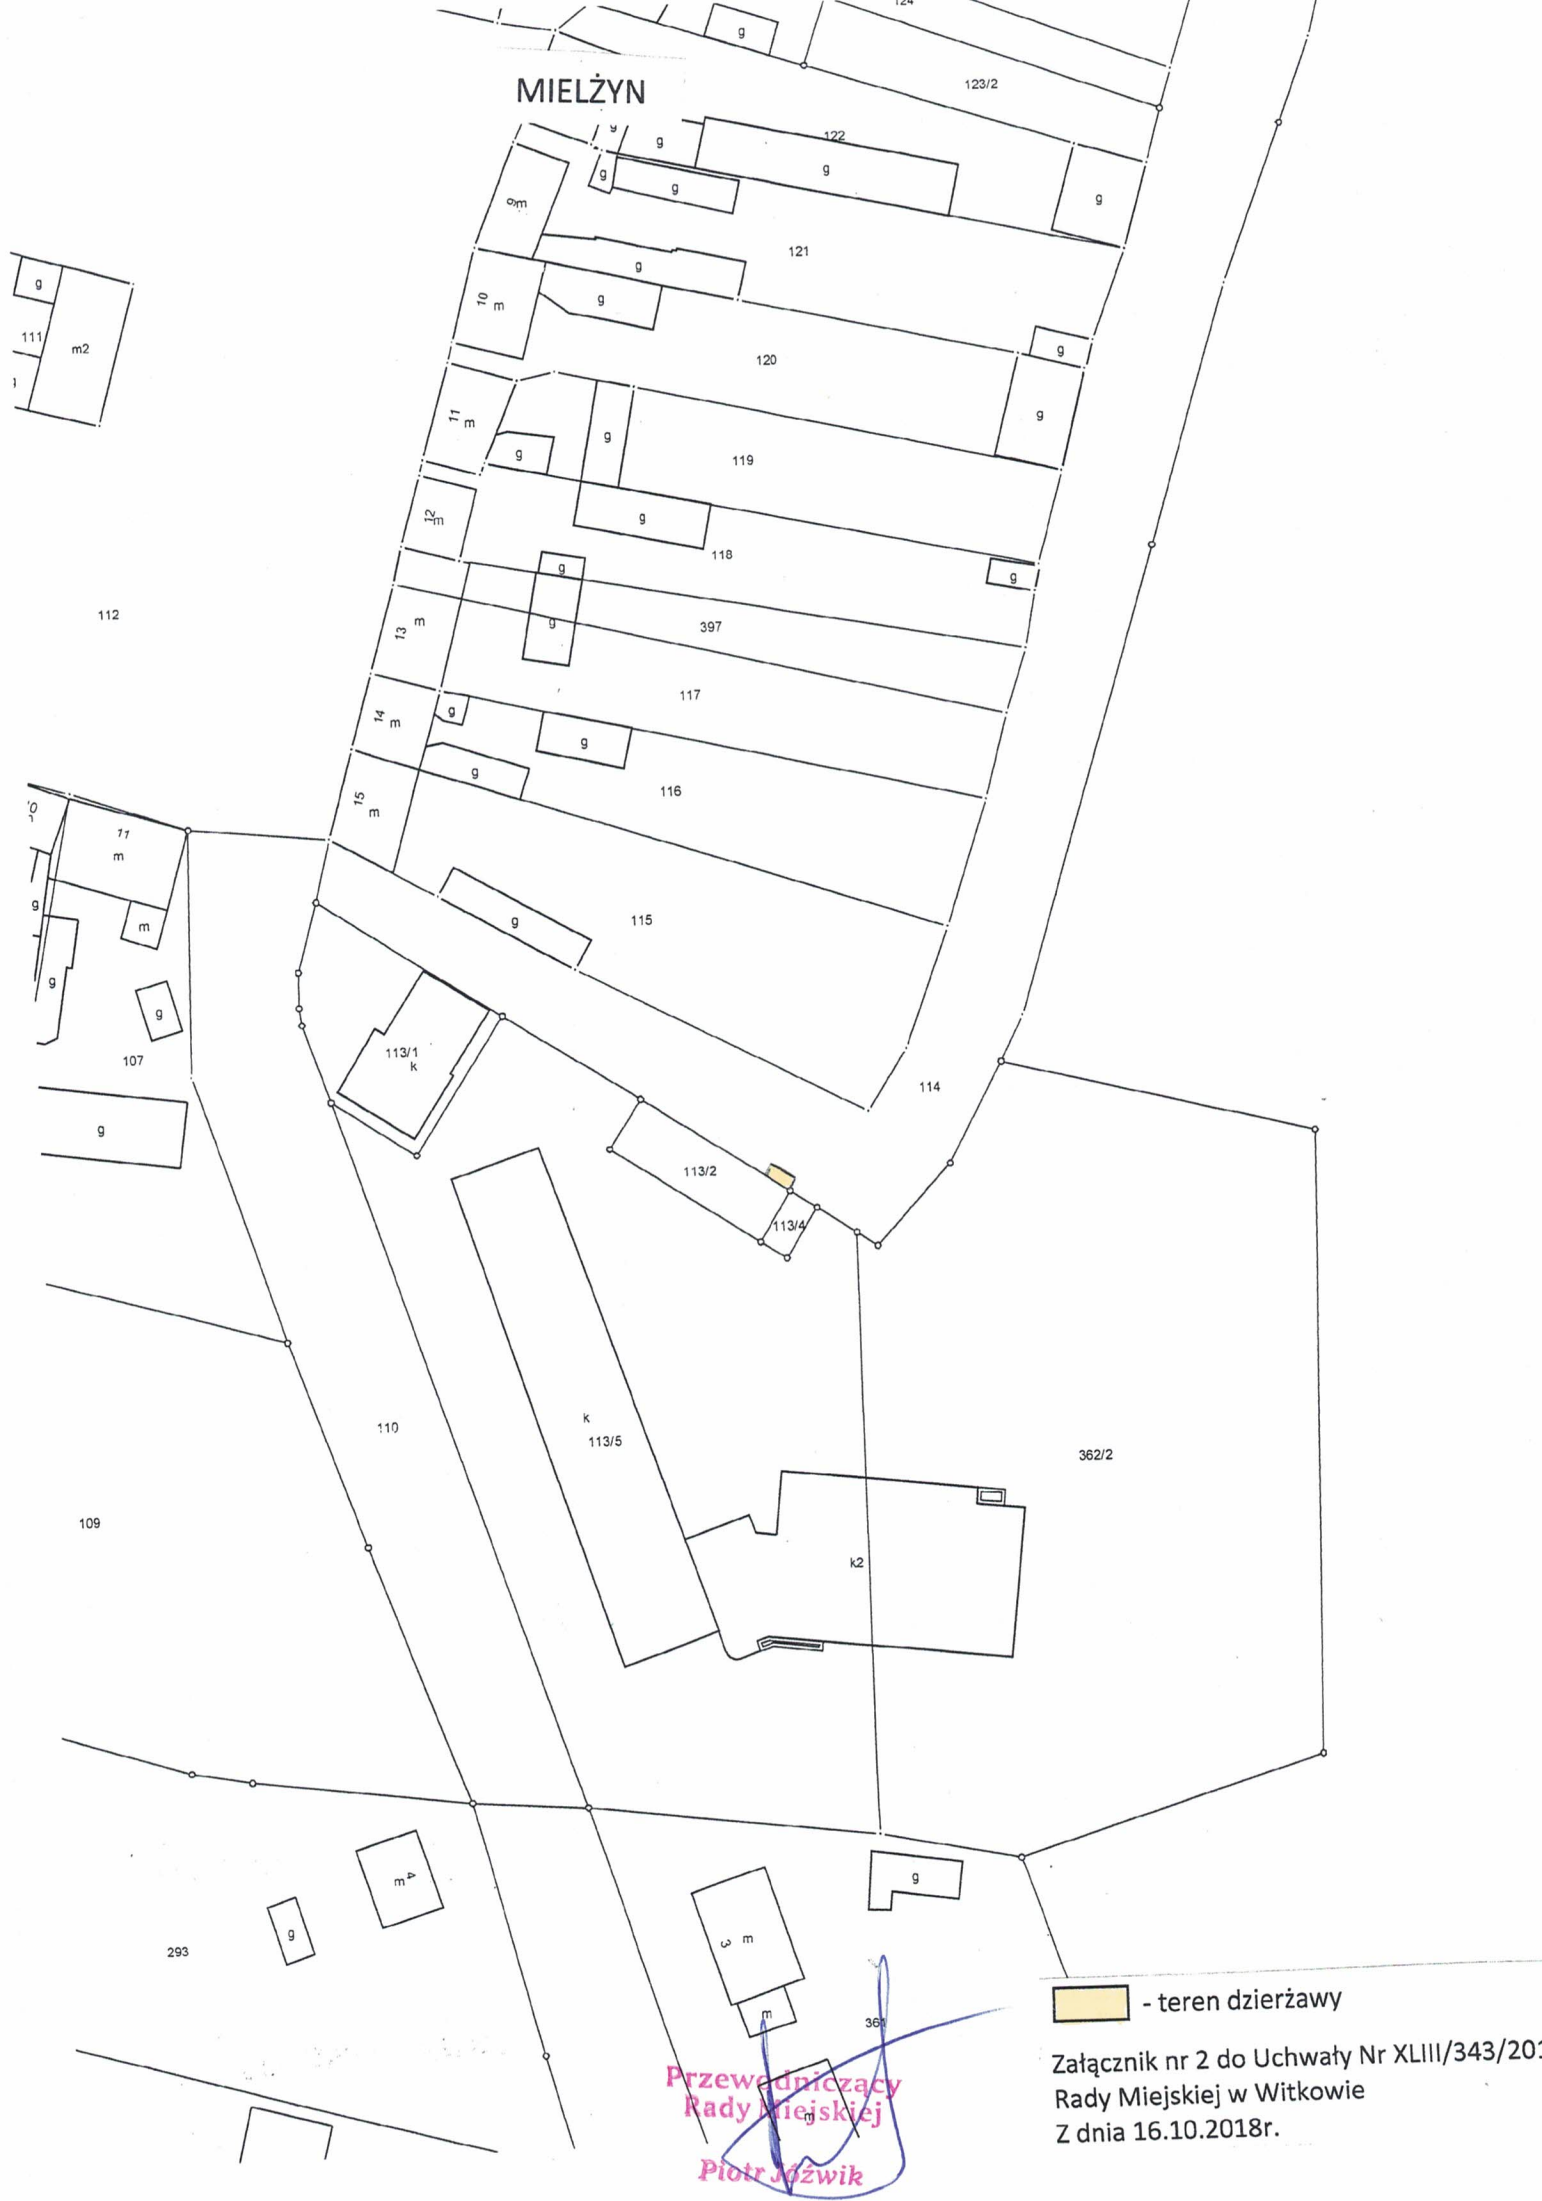 124
g
123/2
MIELŻYN
g
g
122
g
g
g
g
9
m
121
g
g
g
10
m
111
m2
g
120
g
g
11
m
g
g
119
12
m
g
118
g
g
112
13
m
g
397
117
14
m
g
g
g
116
15
m
11
m
g
m
g
115
g
g
113/1
k
107
114
g
113/2
113/4
110
k
113/5
362/2
109
k2
4
m
g
g
293
3
m
m
361
m
- teren dzierżawy
Załącznik nr 2 do Uchwały Nr XLIII/343/201
Rady Miejskiej w Witkowie
Z dnia 16.10.2018r.
Przewodniczący
Rady Miejskiej
Piotr Jóźwik